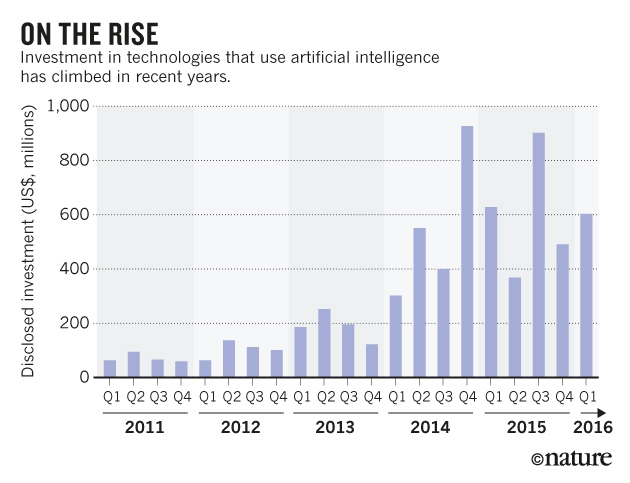 ON THE RISE
Investment in technologies that use artificial intelligence
has climbed in recent years.
Disclosed investment (US$, millions)
1,000
800
600
400
200
0
Q1 Q2 Q3 Q4 Q1 Q2 Q3 Q4 Q1 Q2 Q3 Q4 Q1 Q2 Q3 Q4 Q1 Q2 Q3 Q4 Q1
2011 2012 2013 2014 2015 2016
©nature